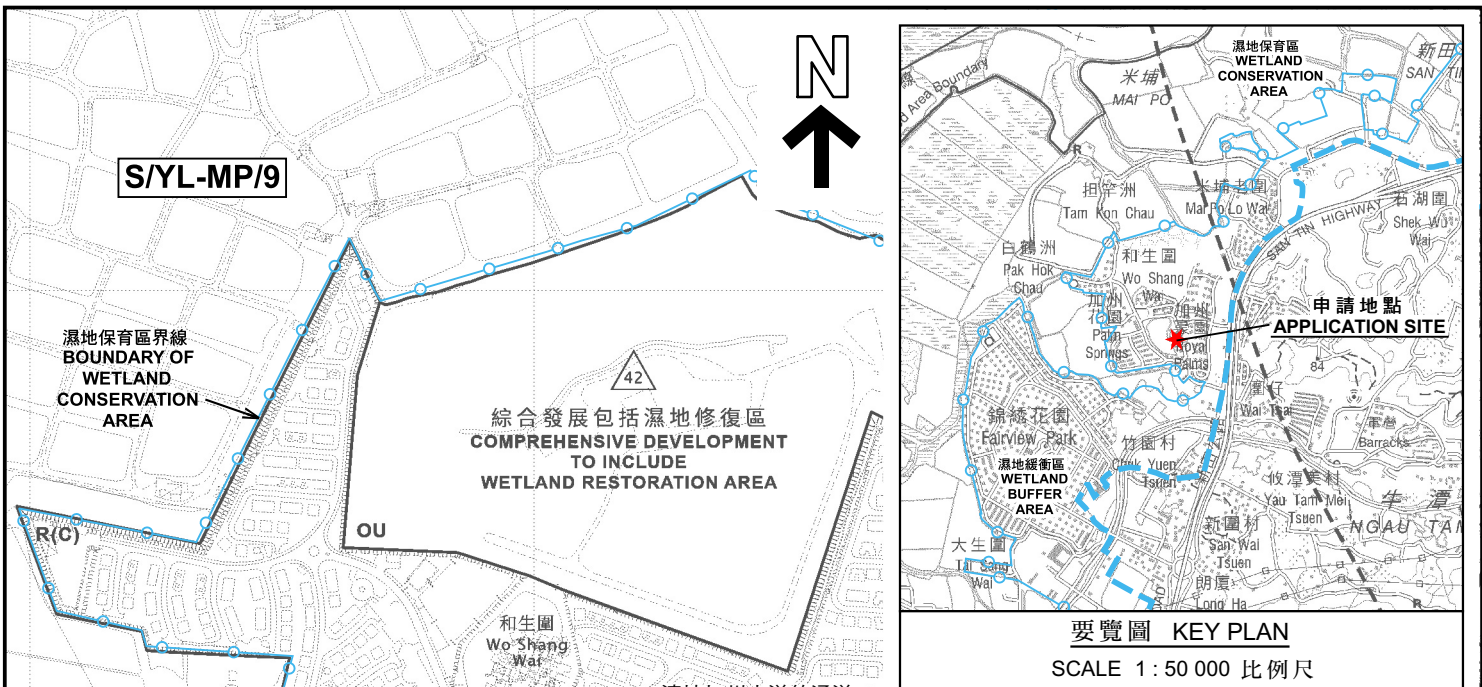 S/YL-MP/9
N
濕地保育區界線
BOUNDARY OF
WETLAND
CONSERVATION
AREA
42
綜合發展包括濕地修復區
COMPREHENSIVE DEVELOPMENT
TO INCLUDE
WETLAND RESTORATION AREA
R(C)
OU
和生圍
Wo Shang
Wai
濕地保育區
WETLAND
CONSERVATION
AREA
新田
SAN TIN
米埔
MAI PO
Area Boundary
R
担竿洲
Tam Kon Chau
米埔老圍
Mai Po Lo Wai
SAN TIN HIGHWAY
石湖圍
Shek Wu
Wai
白鶴洲
Pak Hok
Chau
和生圍
Wo Shang
Wai
加州
花園
Palm
Springs
加州
豪園
Royal
Palms
申請地點
APPLICATION SITE
84
圍仔
Wai Tsai
軍營
Barracks
錦綉花園
Fairview Park
濕地緩衝區
WETLAND
BUFFER
AREA
竹園村
Chuk Yuen
Tsuen
攸潭美村
Yau Tam Mei
Tsuen
牛潭
NGAU TAM
新圍村
San Wai
Tsuen
大生圍
Tai Sang
Wai
朗廈
Long Ha
R
要覽圖 KEY PLAN
SCALE 1 : 50 000 比例尺